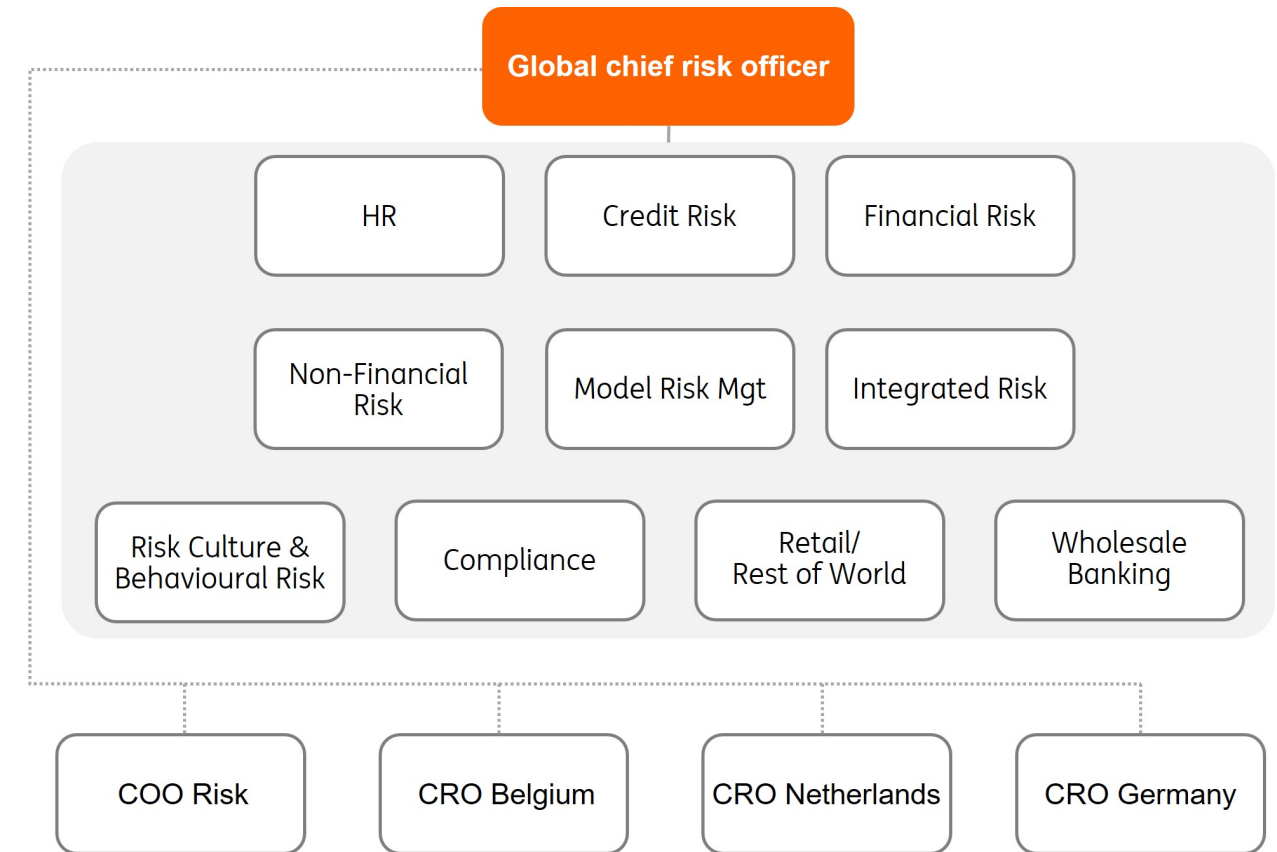 Global chief risk officer
HR
Credit Risk
Financial Risk
Non-Financial
Risk
Model Risk Mgt
Integrated Risk
Risk Culture &
Behavioural Risk
Compliance
Retail/
Rest of World
Wholesale
Banking
COO Risk
CRO Belgium
CRO Netherlands
CRO Germany